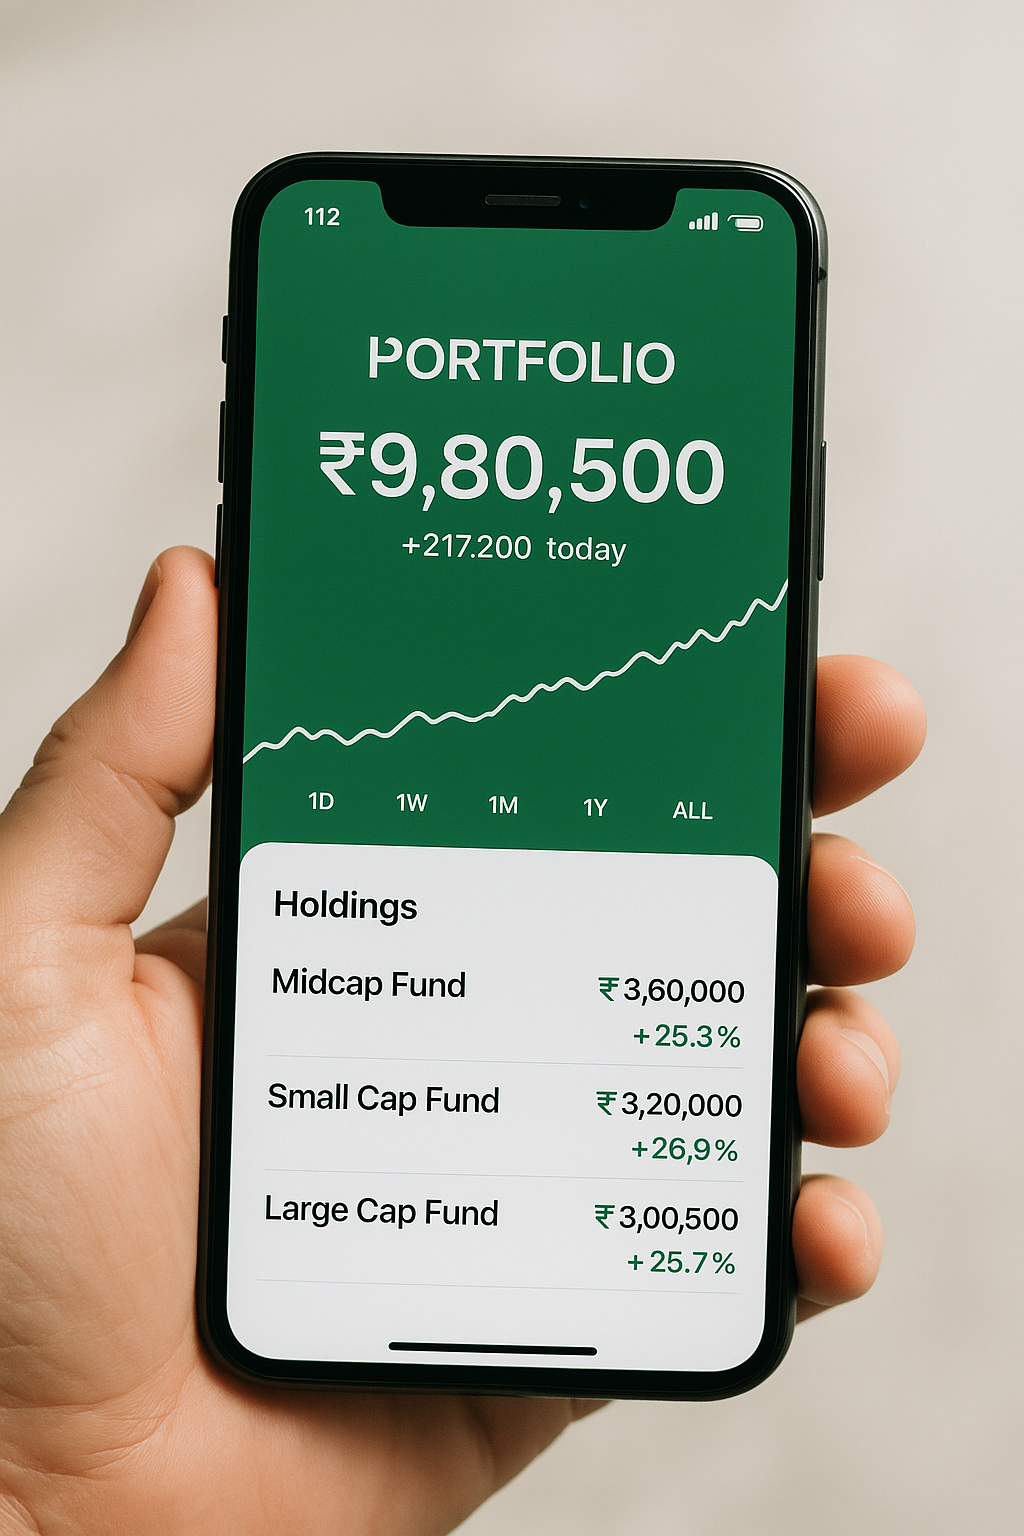 112
PORTFOLIO
₹9,80,500
+217.200 today
1D 1W 1M 1Y ALL
Holdings
Midcap Fund ₹3,60,000
+25.3%
Small Cap Fund ₹3,20,000
+26,9%
Large Cap Fund ₹3,00,500
+25.7%